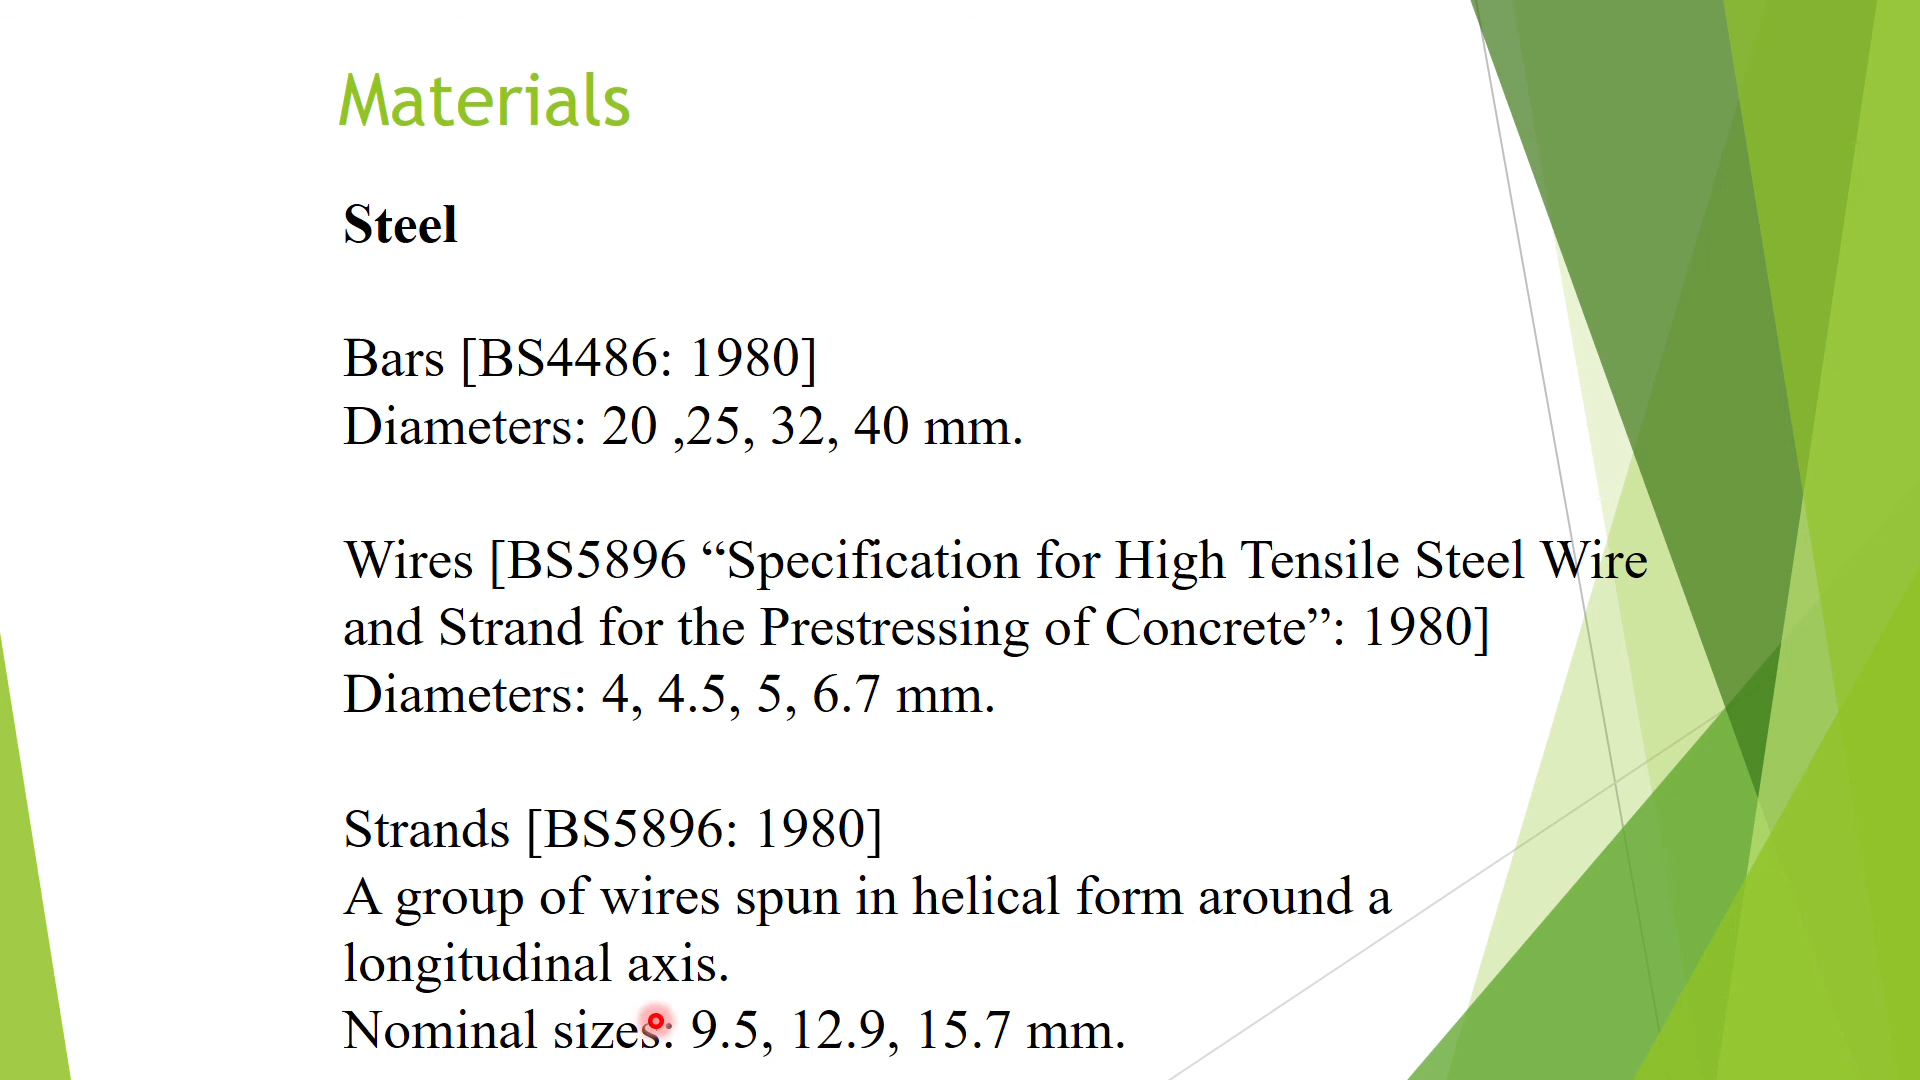 Materials
Steel
Bars [BS4486: 1980]
Diameters: 20 ,25, 32, 40 mm.
Wires [BS5896 “Specification for High Tensile Steel Wire
and Strand for the Prestressing of Concrete”: 1980]
Diameters: 4, 4.5, 5, 6.7 mm.
Strands [BS5896: 1980]
A group of wires spun in helical form around a
longitudinal axis.
Nominal sizes: 9.5, 12.9, 15.7 mm.